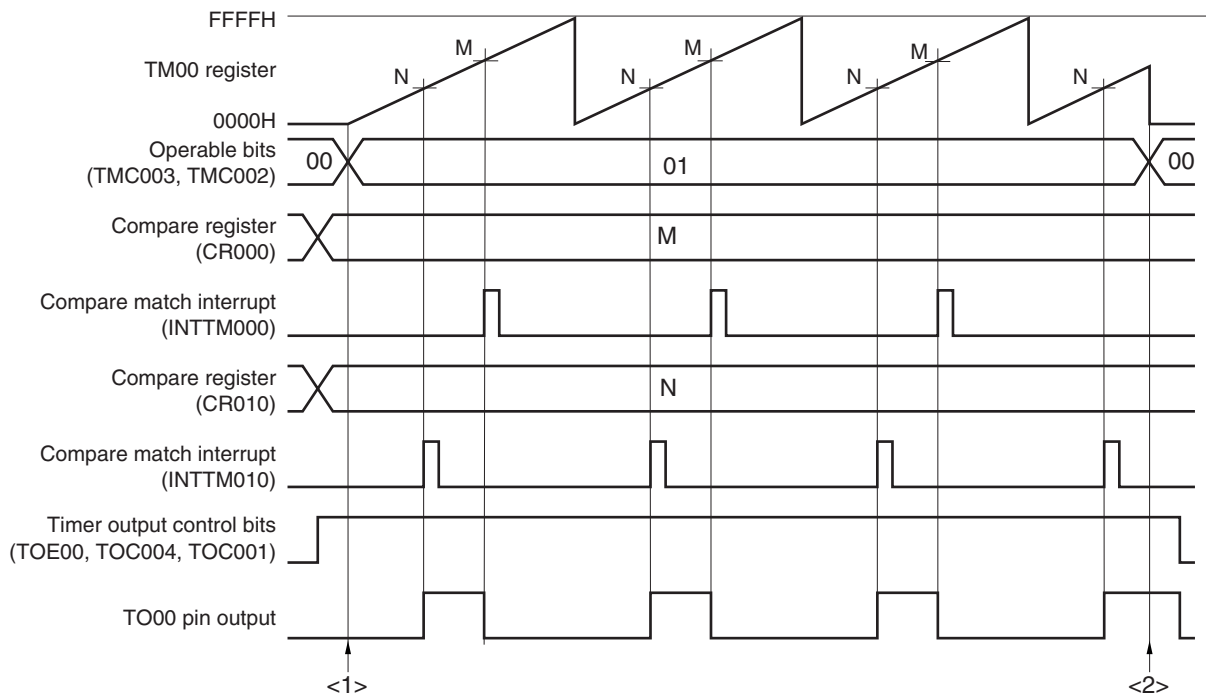 FFFFH
TM00 register
N M N M N M N
0000H
Operable bits
(TMC003, TMC002)
00 01 00
Compare register
(CR000)
M
Compare match interrupt
(INTTM000)
Compare register
(CR010)
N
Compare match interrupt
(INTTM010)
Timer output control bits
(TOE00, TOC004, TOC001)
TO00 pin output
<1> <2>